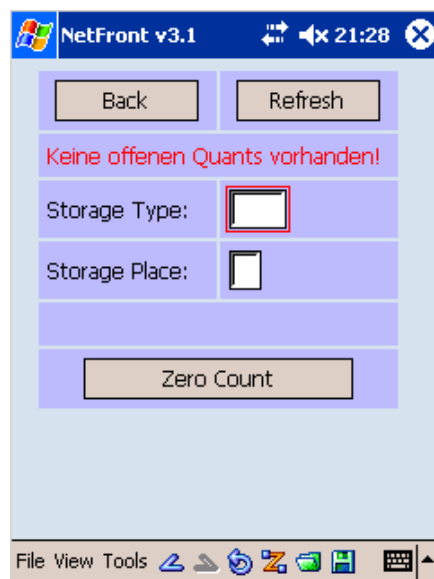 NetFront v3.1 21:28
Back Refresh
Keine offenen Quants vorhanden!
Storage Type:
Storage Place:
Zero Count
File View Tools